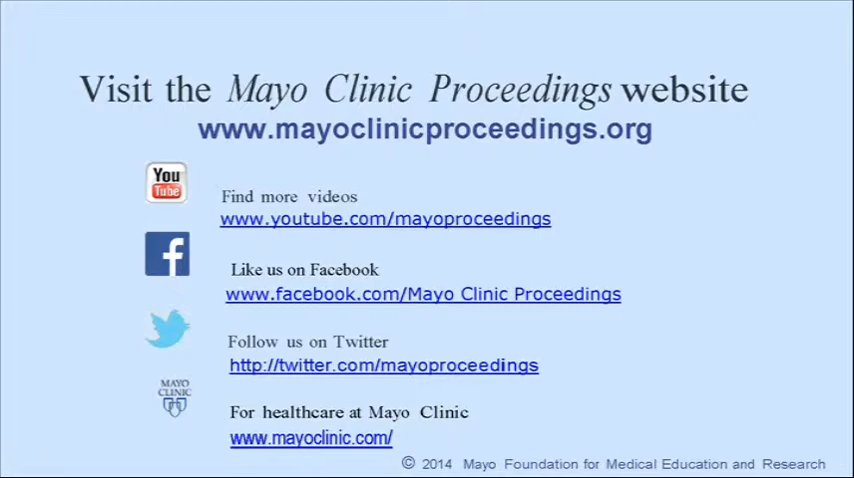 Visit the Mayo Clinic Proceedings website
www.mayoclinicproceedings.org
You
Tube
Find more videos
www.youtube.com/mayoproceedings
f
Like us on Facebook
www.facebook.com/Mayo Clinic Proceedings
Follow us on Twitter
http://twitter.com/mayoproceedings
MAYO
CLINIC
For healthcare at Mayo Clinic
www.mayoclinic.com/
© 2014 Mayo Foundation for Medical Education and Research